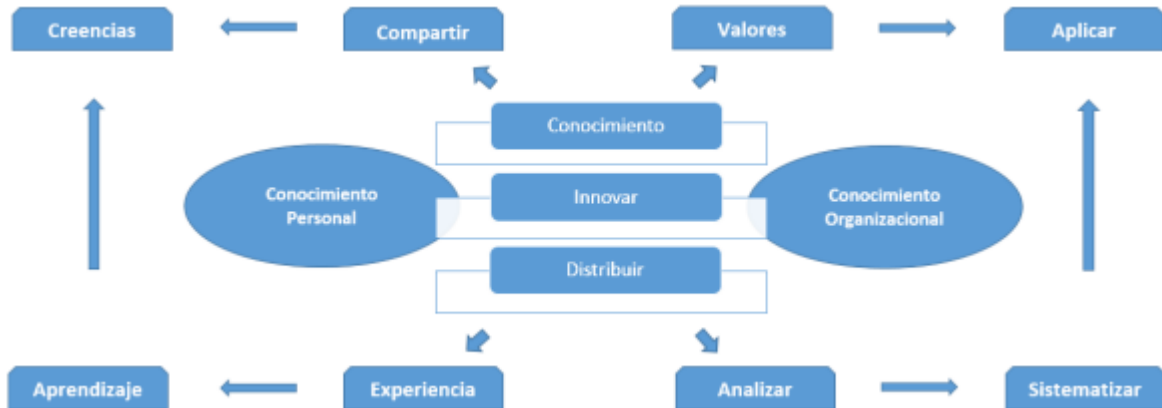 Creencias
Compartir
Valores
Aplicar
Conocimiento
Conocimiento
Personal
Innovar
Conocimiento
Organizacional
Distribuir
Aprendizaje
Experiencia
Analizar
Sistematizar